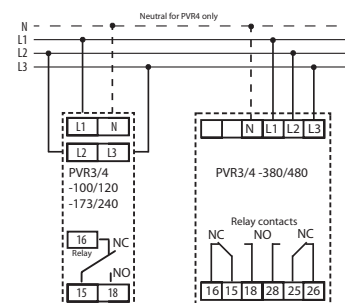 Neutral for PVR4 only
N
L1
L2
L3
L1 N
L2 L3
PVR3/4
-100/120
-173/240
16 NC
Relay
NO
15 18
N L1 L2 L3
PVR3/4 -380/480
Relay contacts
NC NO NC
16 15 18 28 25 26